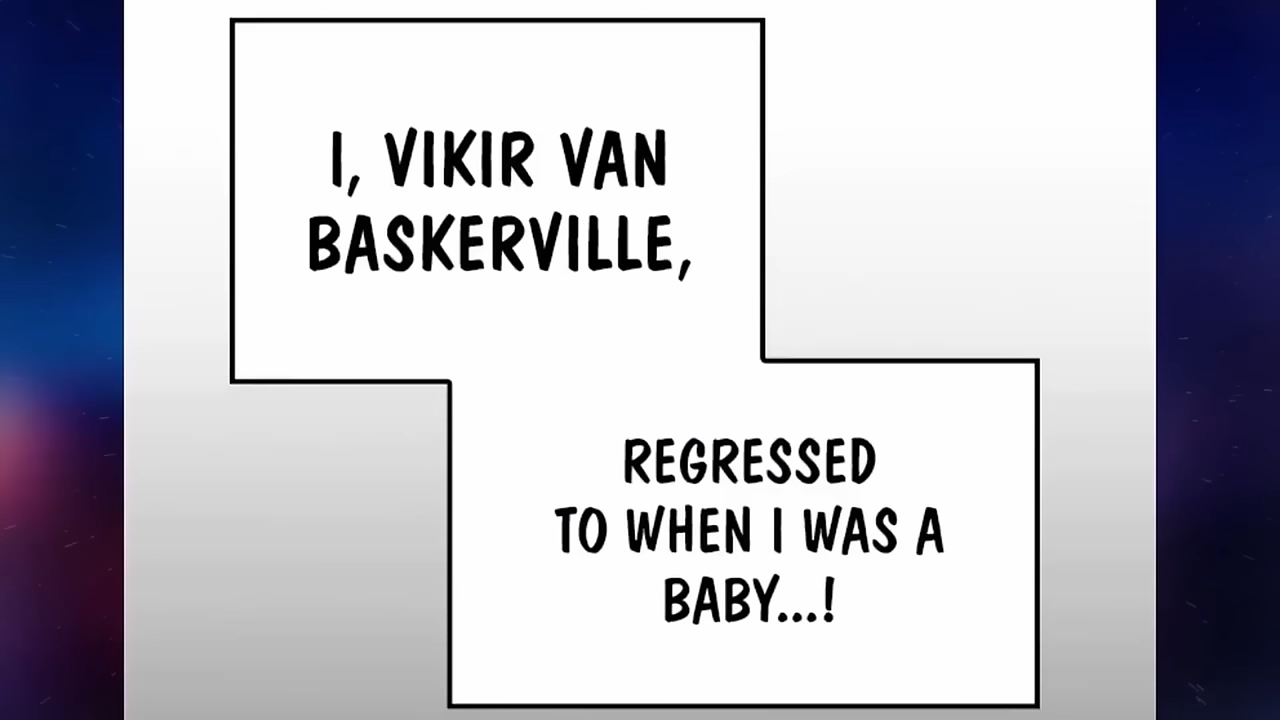 I, VIKIR VAN
BASKERVILLE,
REGRESSED
TO WHEN I WAS A
BABY...!